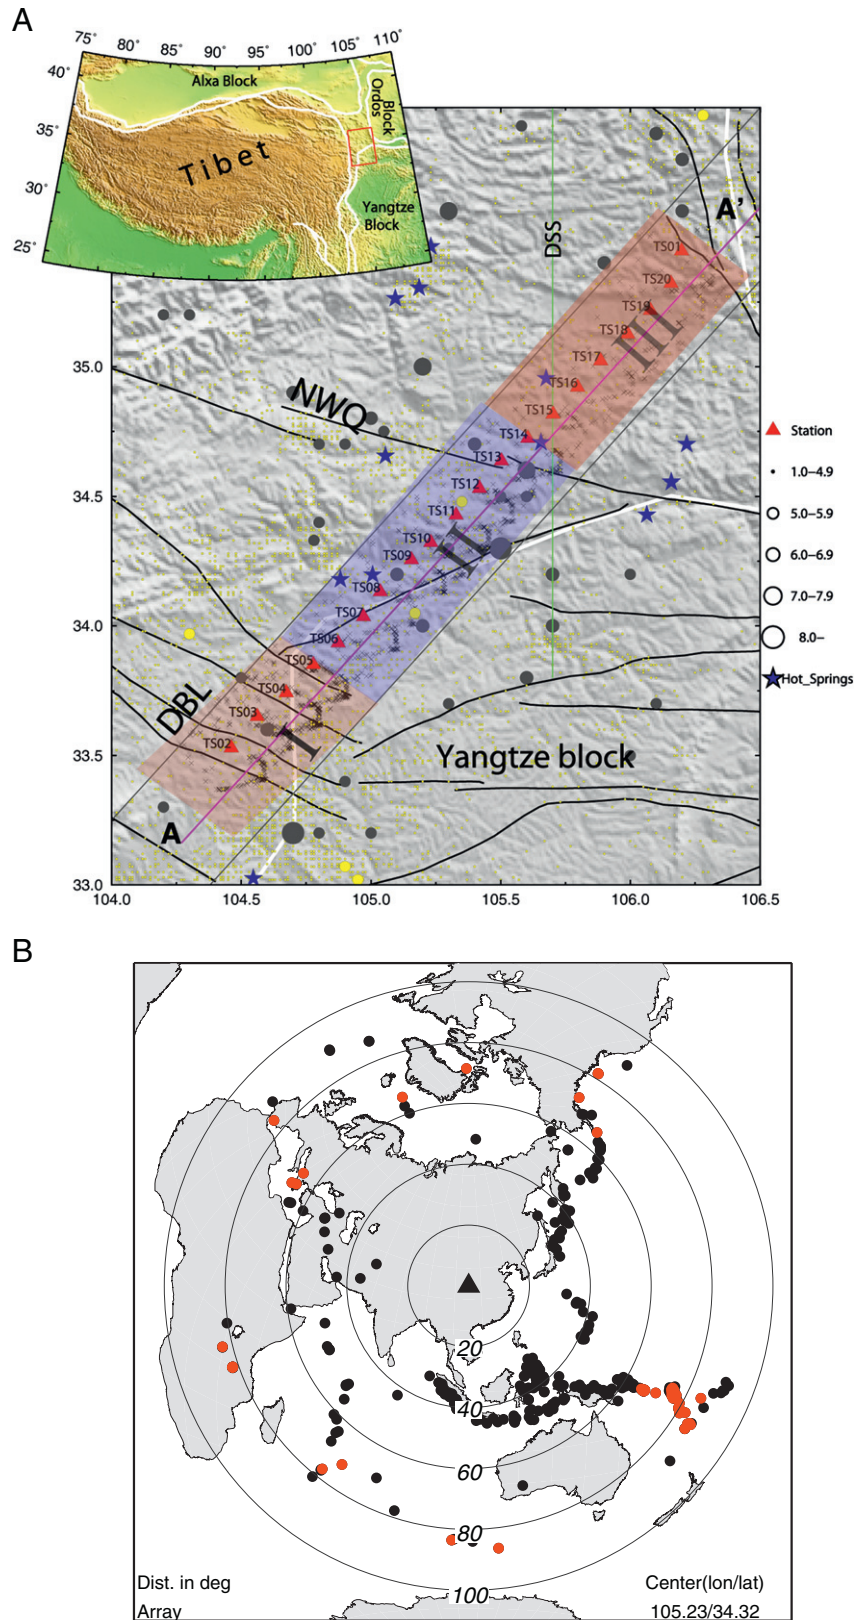 A
75° 80° 85° 90° 95° 100° 105° 110°
40°
35°
30°
25°
Alxa Block
Ordos
Block
Tibet
Yangtze
Block
DSS
A'
TS01
TS20
TS19
TS18
III
TS17
TS16
TS15
TS14
TS13
TS12
TS11
TS10
TS09
II
TS08
TS07
TS06
TS05
TS04
TS03
TS02
I
NWQ
DBL
Yangtze block
A
35.0
34.5
34.0
33.5
33.0
104.0 104.5 105.0 105.5 106.0 106.5
Station
1.0–4.9
5.0–5.9
6.0–6.9
7.0–7.9
8.0–
Hot_Springs
B
20
40
60
80
100
Dist. in deg
Array
Center(lon/lat)
105.23/34.32